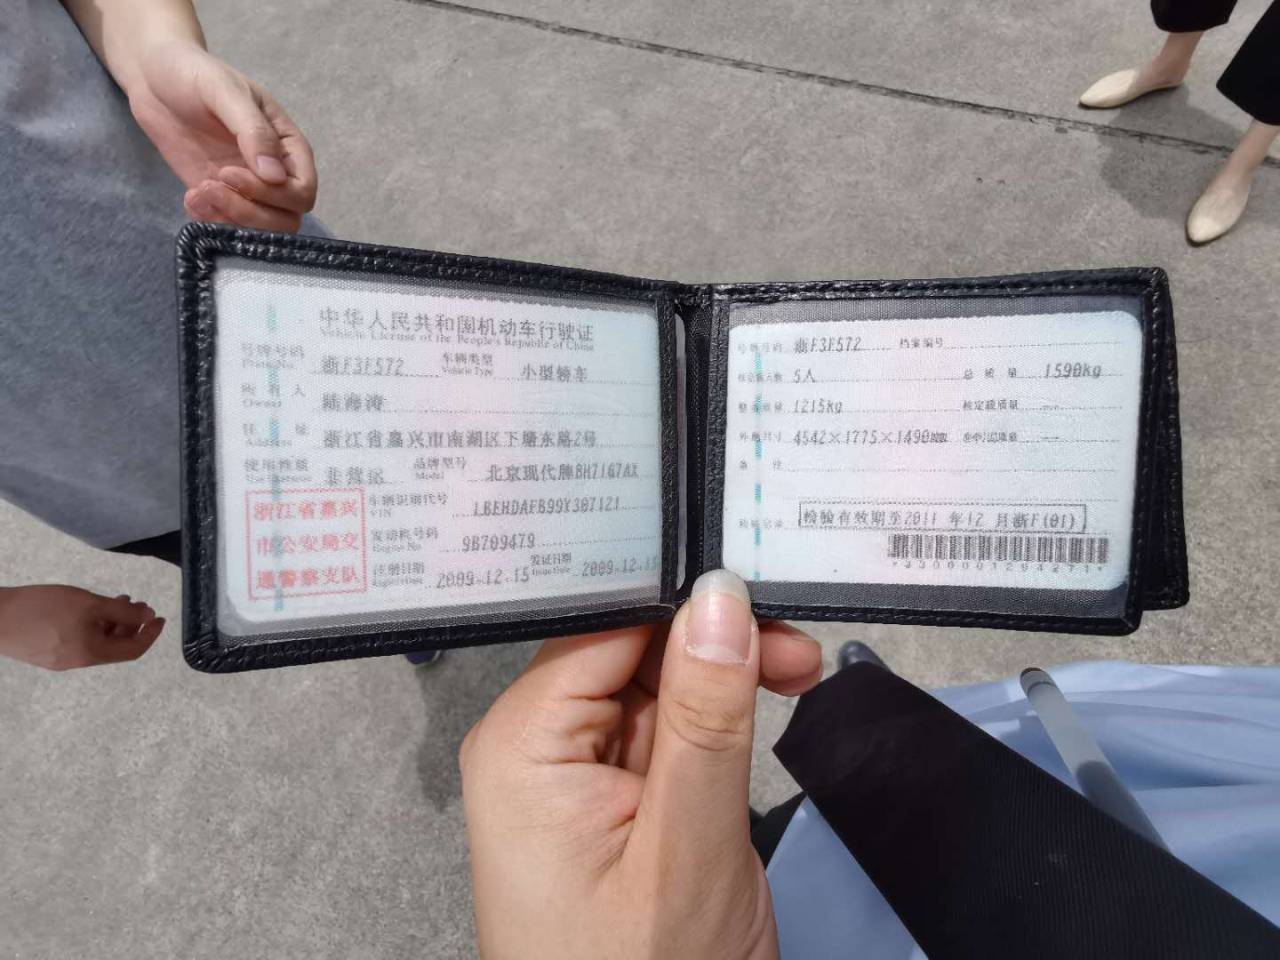 中华人民共和国机动车行驶证
Vehicle License of the People's Republic of China
号牌号码 Plate No. 浙F3F572 车辆类型 Vehicle Type 小型轿车
所有人 Owner 陆海涛
住址 Address 浙江省嘉兴市南湖区下塘东路2号
使用性质 Use Character 非营运 品牌型号 Model 北京现代牌BH7167AX
浙江省嘉兴
市公安局交
通警察支队
车辆识别代号 VIN LBEHDAFB99Y307121
发动机号码 Engine No. 9B709479
注册日期 2009-12-15 发证日期 Issue Date 2009-12-15
号牌号码 浙F3F572 档案编号
核定载人数 5人 总质量 1590kg
整备质量 1215kg 核定载质量 --
外廓尺寸 4542×1775×1490mm --
备注
检验记录 检验有效期至2011年12月浙F(01)